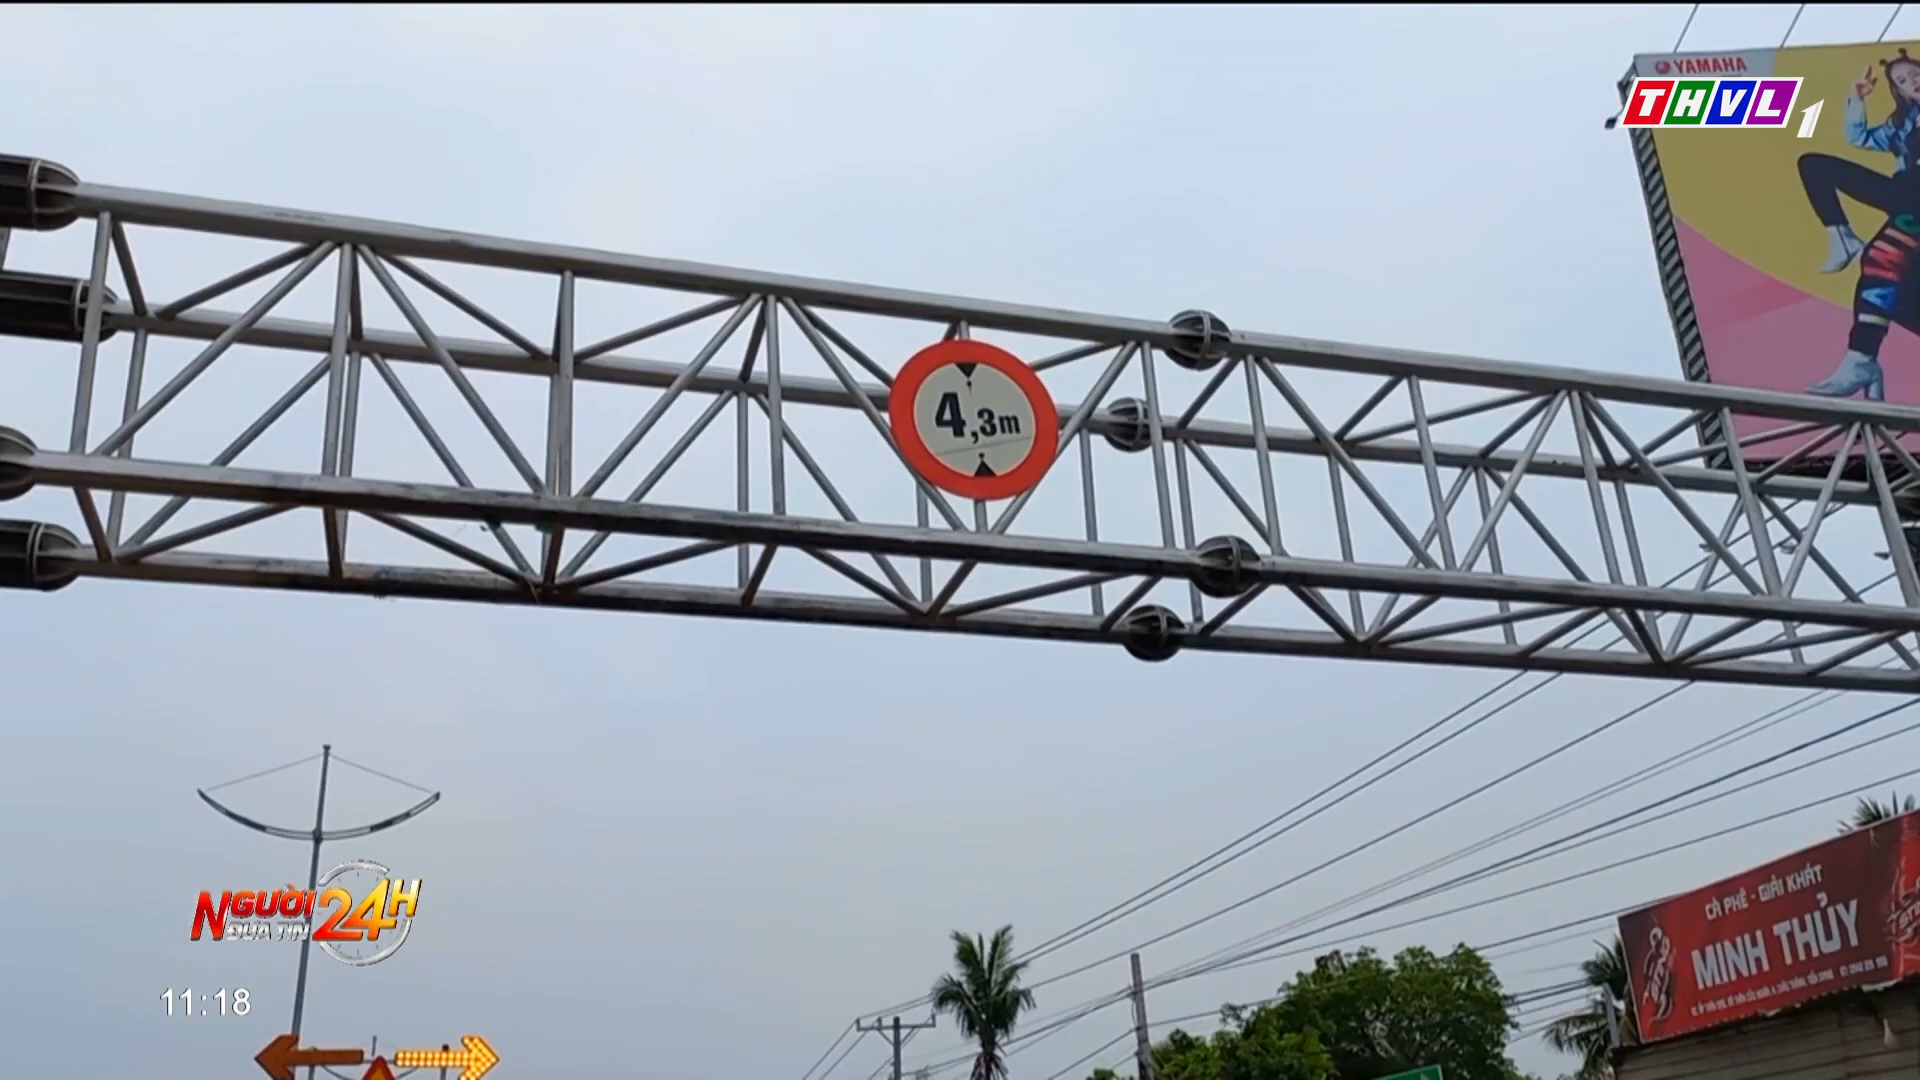 YAMAHA
THVL1
4,3m
NGƯỜI
ĐƯA TIN
24H
CÀ PHÊ - GIẢI KHÁT
MINH THỦY
11:18